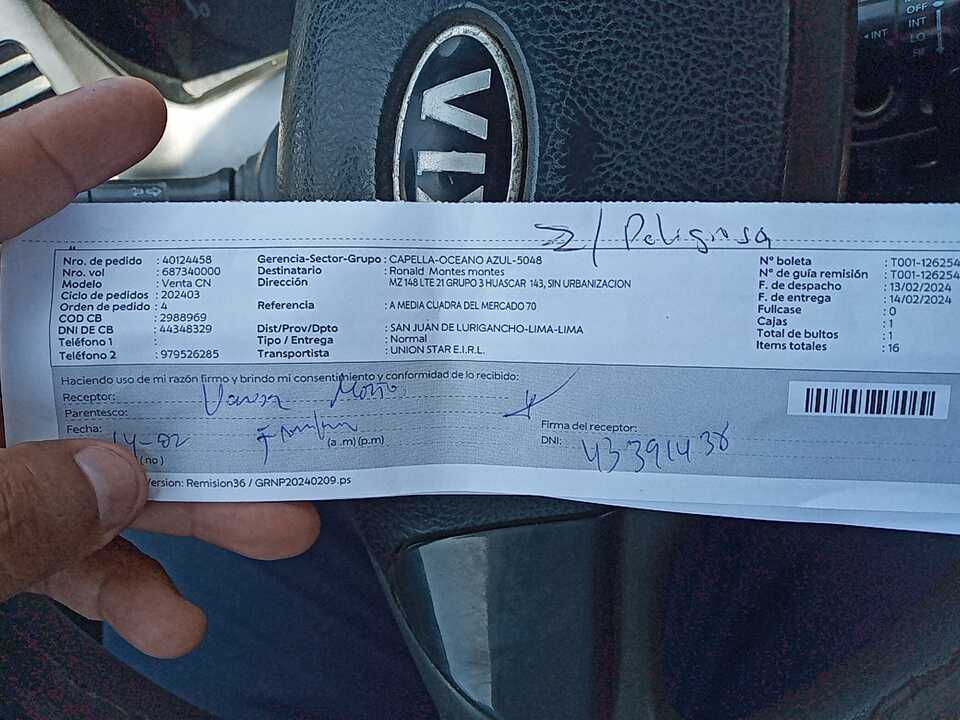 OFF
INT
INT
LO
KIA
Z/Peligrosa
Nro. de pedido : 40124458
Nro. vol : 687340000
Modelo : Venta CN
Ciclo de pedidos : 202403
Orden de pedido : 4
COD CB : 2988969
DNI DE CB : 44348329
Teléfono 1 :
Teléfono 2 : 979526285
Gerencia-Sector-Grupo : CAPELLA-OCEANO AZUL-5048
Destinatario : Ronald Montes montes
Dirección MZ 148 LTE 21 GRUPO 3 HUASCAR 143, SIN URBANIZACION
Referencia : A MEDIA CUADRA DEL MERCADO 70
Dist/Prov/Dpto : SAN JUAN DE LURIGANCHO-LIMA-LIMA
Tipo / Entrega : Normal
Transportista : UNION STAR E.I.R.L.
N° boleta : T001-126254
N° de guía remisión : T001-126254
F. de despacho : 13/02/2024
F. de entrega : 14/02/2024
Fullcase : 0
Cajas : 1
Total de bultos : 1
Items totales : 16
Haciendo uso de mi razón firmo y brindo mi consentimiento y conformidad de lo recibido:
Receptor:
Parentesco:
Fecha: 14-02
(a .m) (p.m)
(no)
Firma del receptor:
DNI: 43391438
Version: Remision36 / GRNP20240209.ps